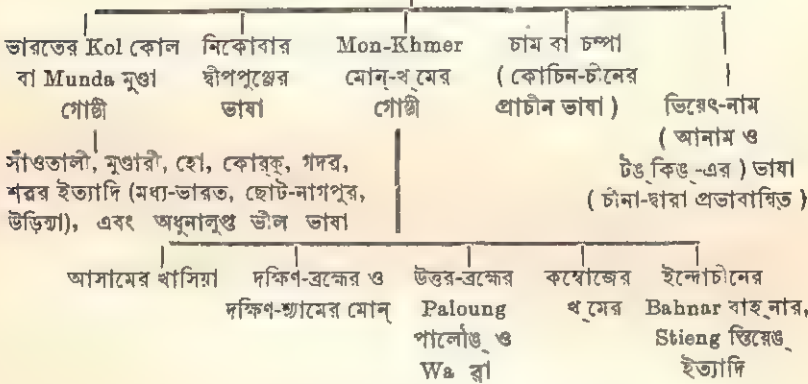 ভারতের Kol কোল
বা Munda মুণ্ডা
গোষ্ঠী
নিকোবার
দ্বীপপুঞ্জের
ভাষা
Mon-Khmer
মোন্-খ্মের
গোষ্ঠী
চাম বা চম্পা
( কোচিন-চীনের
প্রাচীন ভাষা )
ভিয়েৎ-নাম
( আনাম ও
টঙ্কিঙ্-এর ) ভাষা
( চীনা-দ্বারা প্রভাবান্বিত )
সাঁওতালী, মুণ্ডারী, হো, কোরকু, গদব,
শবর ইত্যাদি (মধ্য-ভারত, ছোট-নাগপুর,
উড়িষ্যা), এবং অধুনালুপ্ত ভীল ভাষা
আসামের খাসিয়া
দক্ষিণ-ব্রহ্মের ও
দক্ষিণ-শ্যামের মোন্
উত্তর-ব্রহ্মের
Paloung
পালৌঙ্ ও
Wa ৱা
কম্বোজের
খ্মের
ইন্দোচীনের
Bahnar বাহ্নার,
Stieng স্তিয়েঙ্
ইত্যাদি